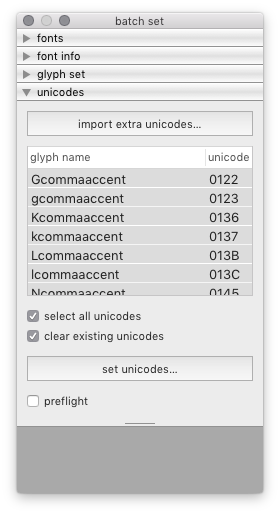 batch set
fonts
font info
glyph set
unicodes
import extra unicodes...
glyph name unicode
Gcommaaccent 0122
gcommaaccent 0123
Kcommaaccent 0136
kcommaaccent 0137
Lcommaaccent 013B
lcommaaccent 013C
Ncommaaccent 0145
select all unicodes
clear existing unicodes
set unicodes...
preflight